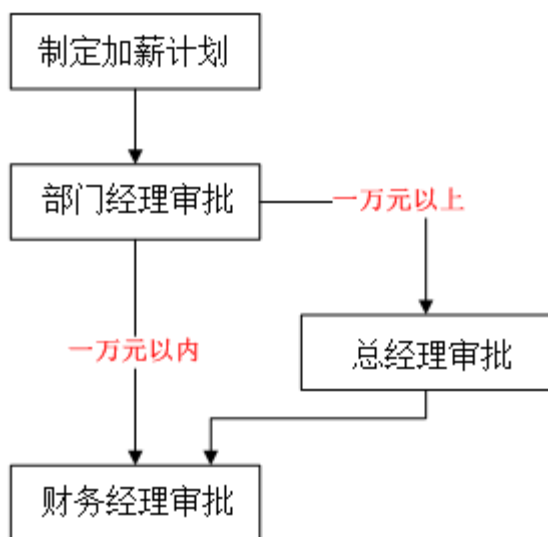 制定加薪计划
部门经理审批
一万元以上
总经理审批
一万元以内
财务经理审批